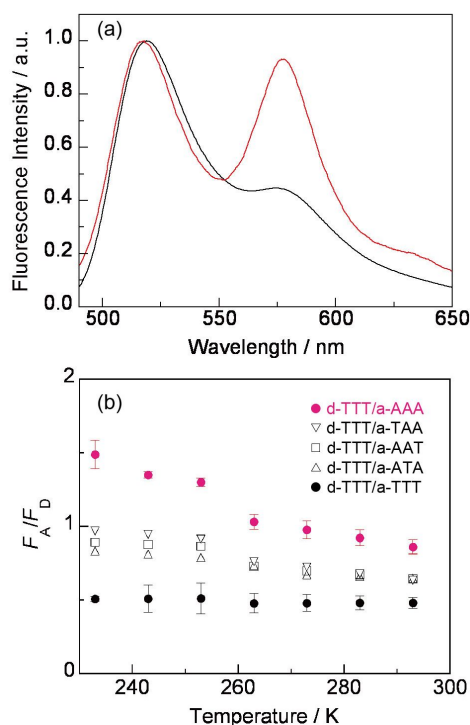 (a)
Fluorescence Intensity / a.u.
1.0
0.8
0.6
0.4
0.2
0.0
500 550 600 650
Wavelength / nm
(b)
F_A/F_D
2
1
0
d-TTT/a-AAA
d-TTT/a-TAA
d-TTT/a-AAT
d-TTT/a-ATA
d-TTT/a-TTT
240 260 280 300
Temperature / K